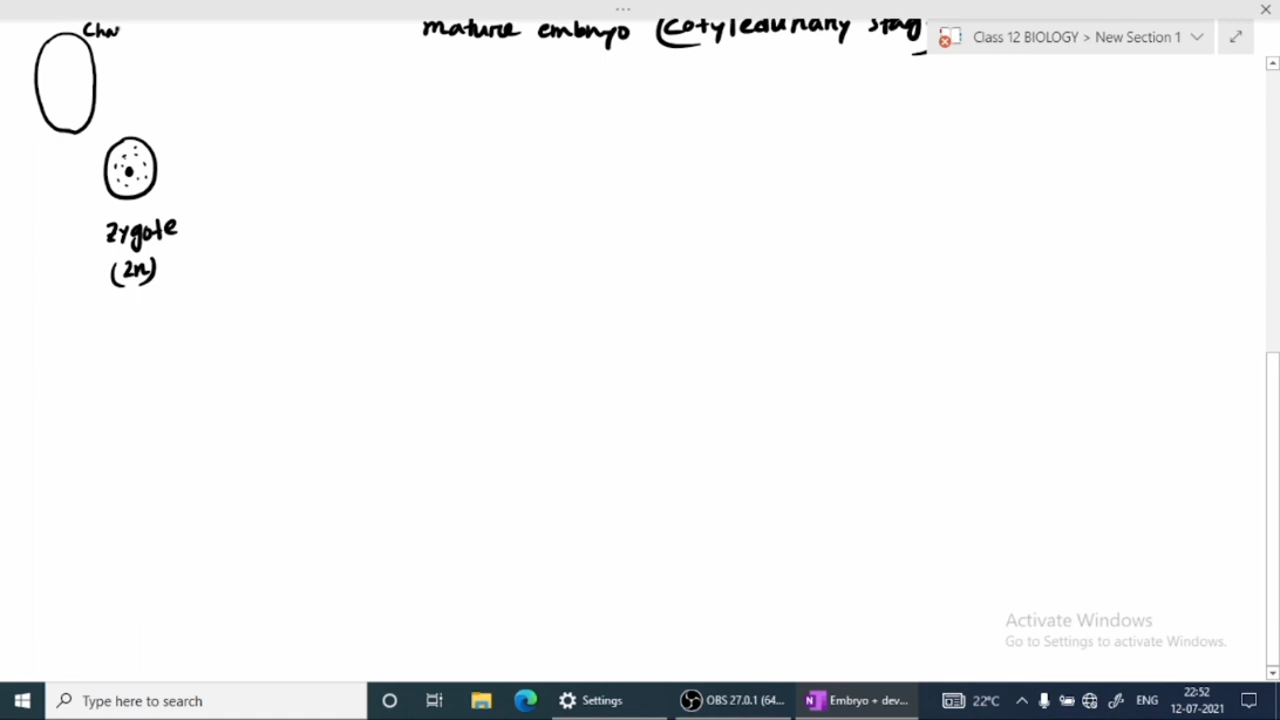 mature embryo (cotyledunary stag
Cha
Class 12 BIOLOGY > New Section 1
Zygote
(2n)
Activate Windows
Go to Settings to activate Windows.
Type here to search
Settings
OBS 27.0.1 (64...
Embryo + dev...
22°C
ENG
22:52
12-07-2021